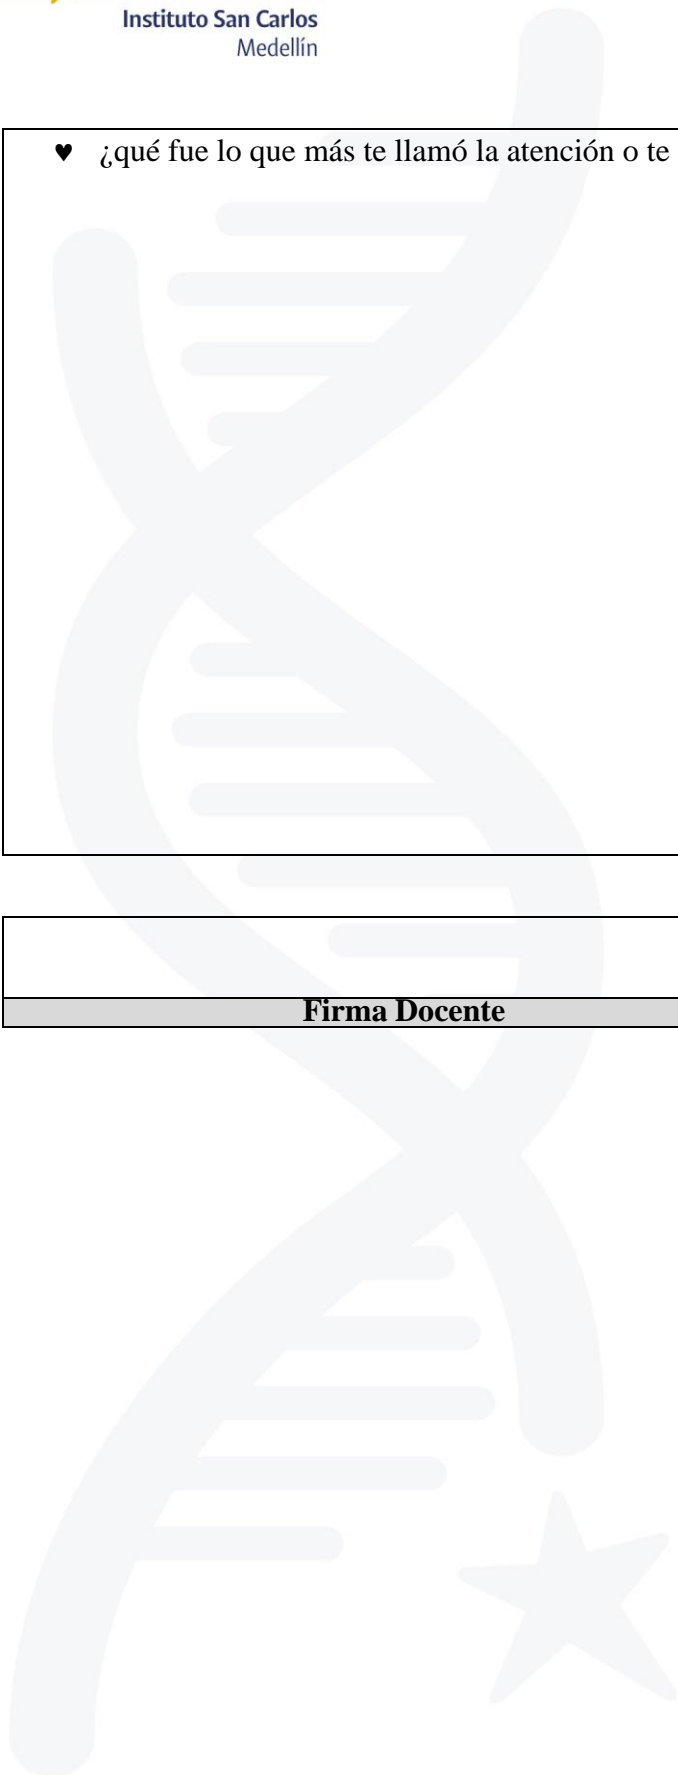 Instituto San Carlos
Medellín
♥ ¿qué fue lo que más te llamó la atención o te
Firma Docente